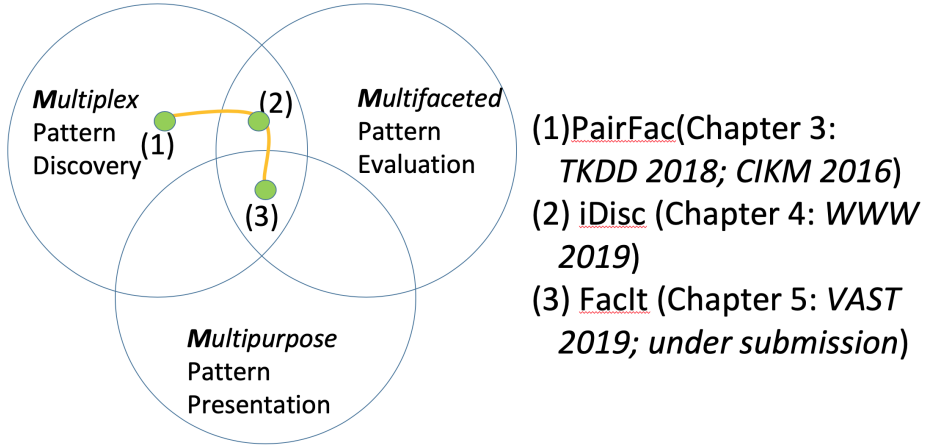 Multiplex
Pattern
Discovery
(1)
(2)
(3)
Multifaceted
Pattern
Evaluation
Multipurpose
Pattern
Presentation
(1)PairFac(Chapter 3:
TKDD 2018; CIKM 2016)
(2) iDisc (Chapter 4: WWW
2019)
(3) FacIt (Chapter 5: VAST
2019; under submission)